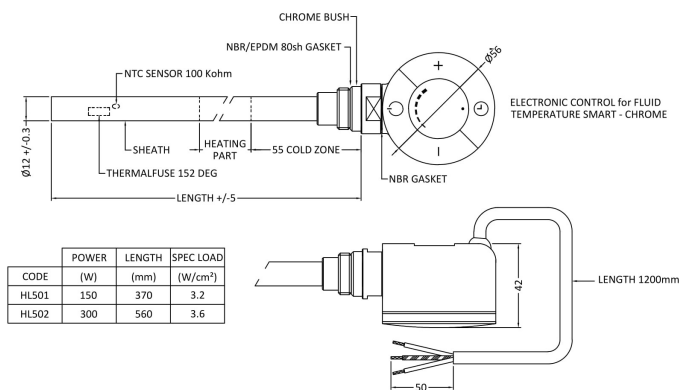 CHROME BUSH
NBR/EPDM 80sh GASKET
Ø56
NTC SENSOR 100 Kohm
+
ELECTRONIC CONTROL for FLUID
TEMPERATURE SMART - CHROME
Ø12 +/-0.3
SHEATH
HEATING
PART
55 COLD ZONE
THERMALFUSE 152 DEG
NBR GASKET
LENGTH +/-5
POWER LENGTH SPEC LOAD
CODE (W) (mm) (W/cm²)
HL501 150 370 3.2
HL502 300 560 3.6
42
LENGTH 1200mm
50